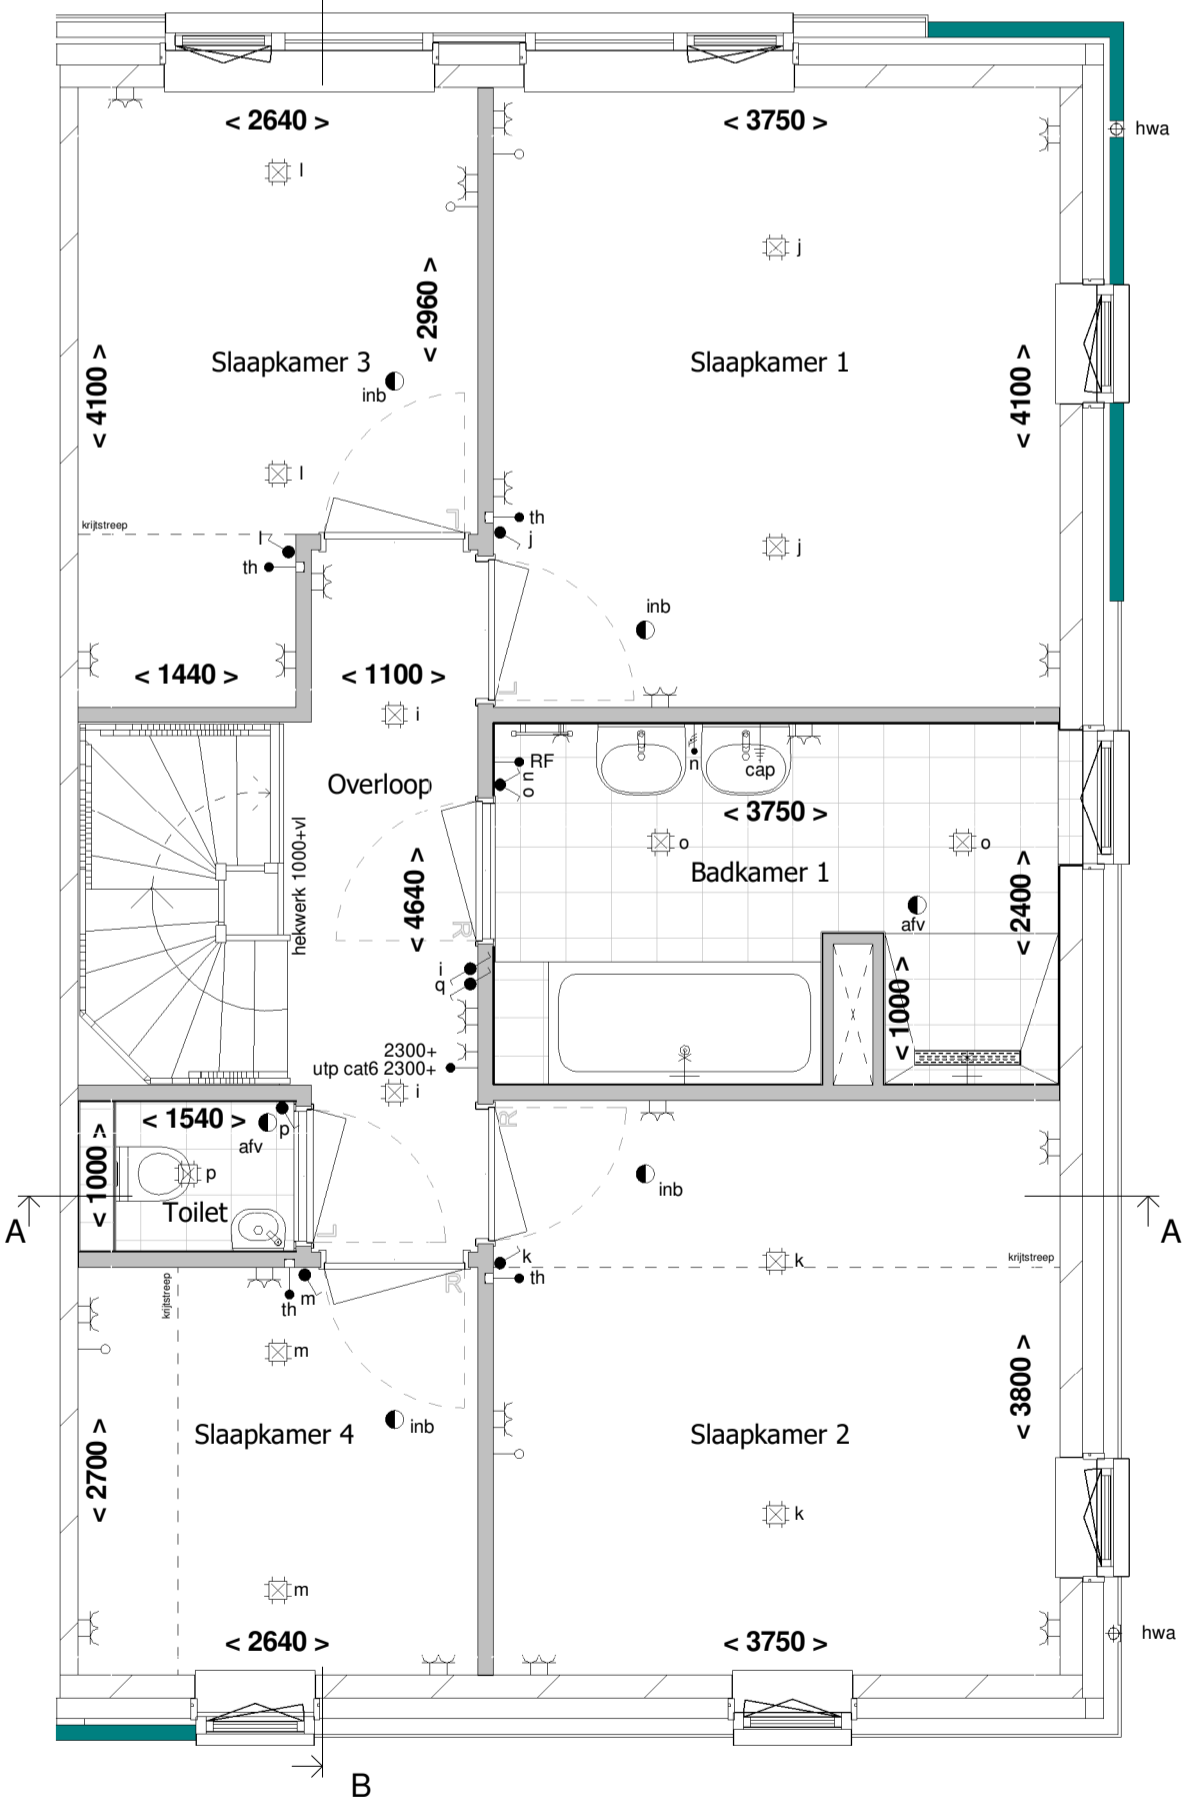 < 2640 >
< 3750 >
hwa
l
j
< 2960 >
Slaapkamer 3
Slaapkamer 1
inb
< 4100 >
< 4100 >
l
krijtstreep
th
l
j
j
th
inb
< 1440 >
< 1100 >
i
RF
n
n
o
cap
Overloop
< 3750 >
hekwerk 1000+vl
o
o
Badkamer 1
< 4640 >
R
< 2400 >
afv
i
q
< 1000 >
2300+
utp cat6 2300+
i
< 1540 >
p
afv
R
< 1000 >
p
inb
Toilet
A
A
k
k
krijtstreep
th
krijtstreep
th
m
R
m
< 3800 >
inb
Slaapkamer 4
Slaapkamer 2
< 2700 >
k
m
< 2640 >
< 3750 >
hwa
B